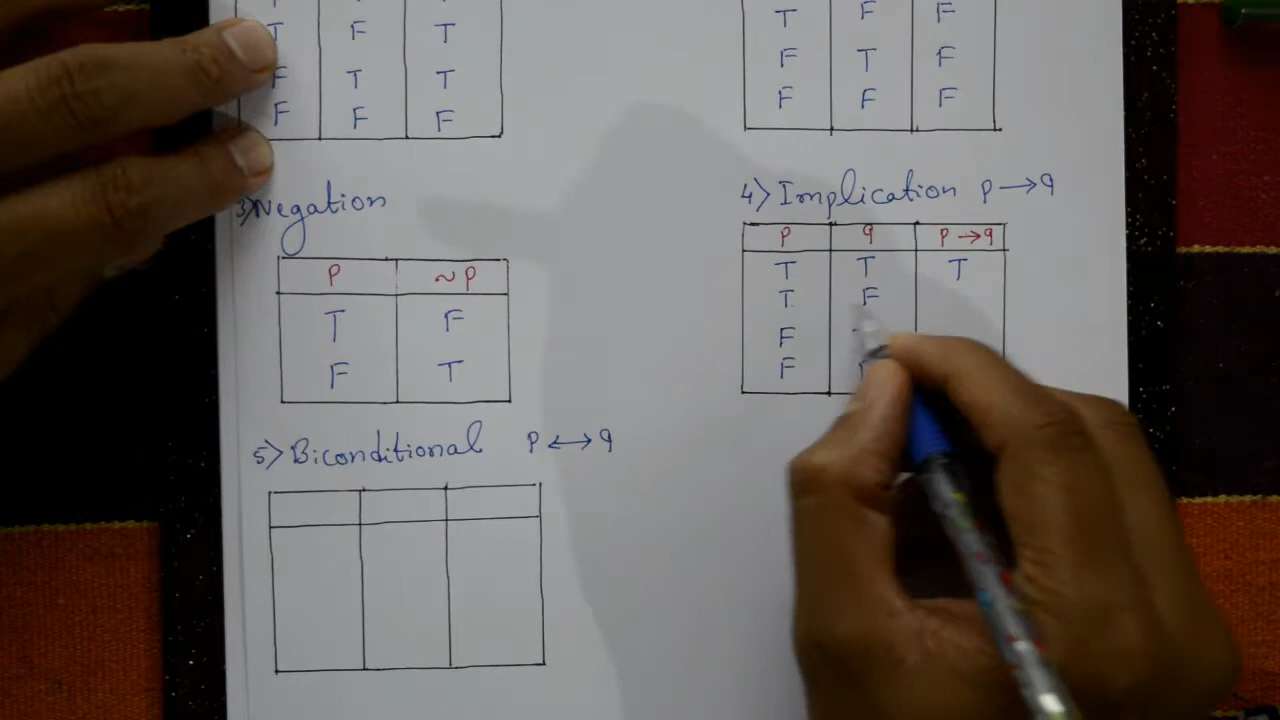 T F T
F T T
F F F
T F F
F T F
F F F
3) Negation
P ~P
T F
F T
4) Implication P → q
P q P → q
T T T
T F
F
F
5) Biconditional P ↔ q